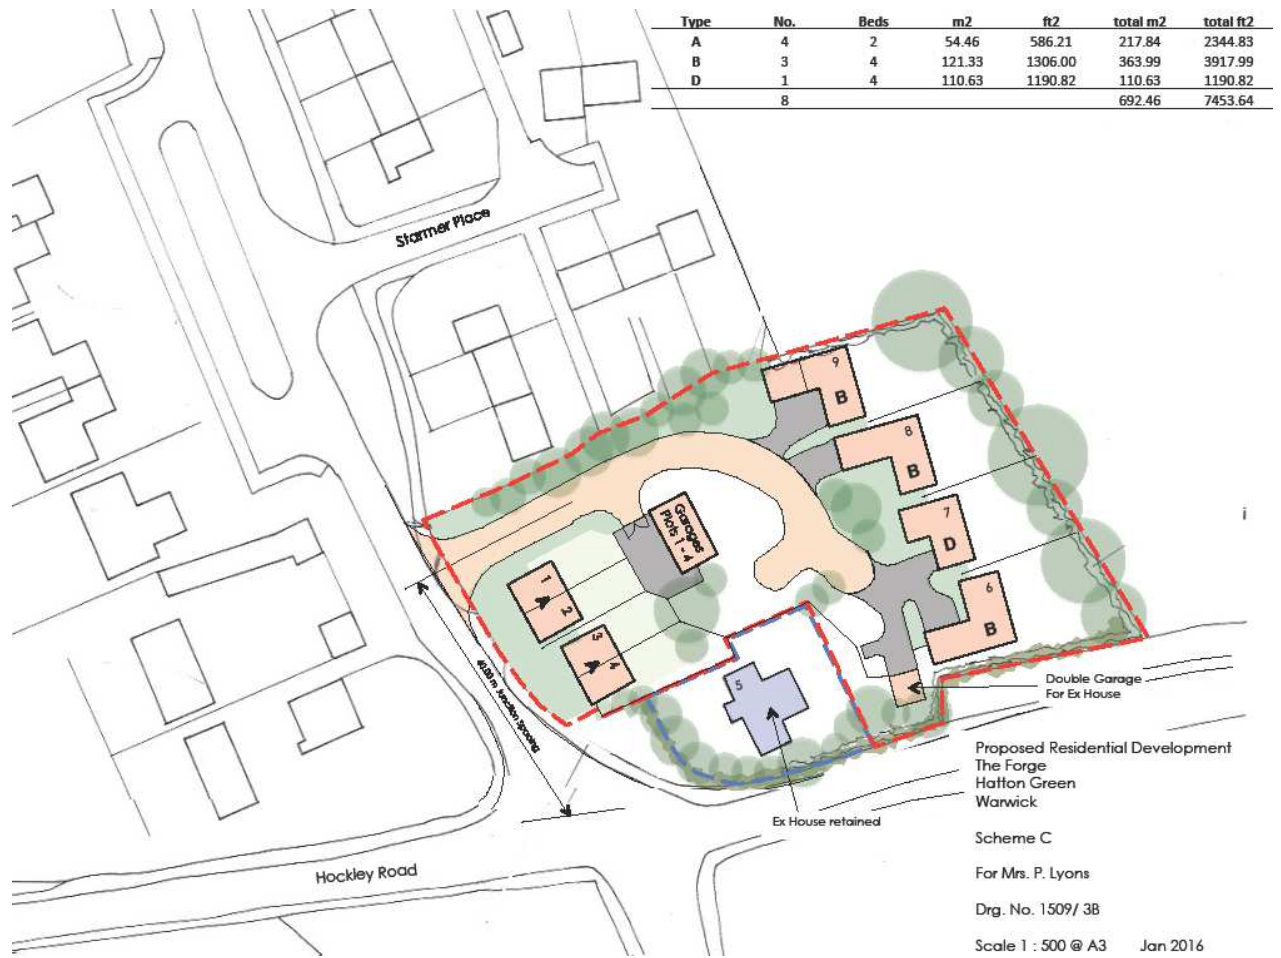 Type No. Beds m2 ft2 total m2 total ft2
A 4 2 54.46 586.21 217.84 2344.83
B 3 4 121.33 1306.00 363.99 3917.99
D 1 4 110.63 1190.82 110.63 1190.82
8 692.46 7453.64
Starmer Place
9
B
8
B
7
D
6
B
Garages
Plots 1 - 4
1
A
2
3
A
4
5
40.00 m Junction Spacing
Double Garage
For Ex House
Ex House retained
Hockley Road
i
Proposed Residential Development
The Forge
Hatton Green
Warwick
Scheme C
For Mrs. P. Lyons
Drg. No. 1509/ 3B
Scale 1 : 500 @ A3 Jan 2016